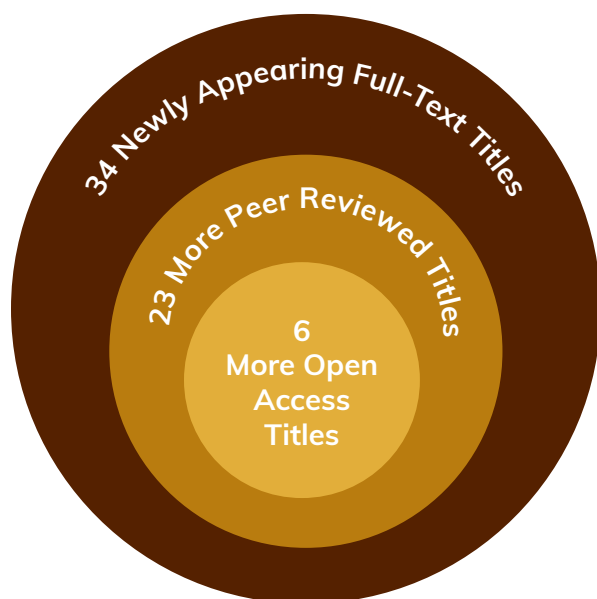 34 Newly Appearing Full-Text Titles
23 More Peer Reviewed Titles
6
More Open
Access
Titles